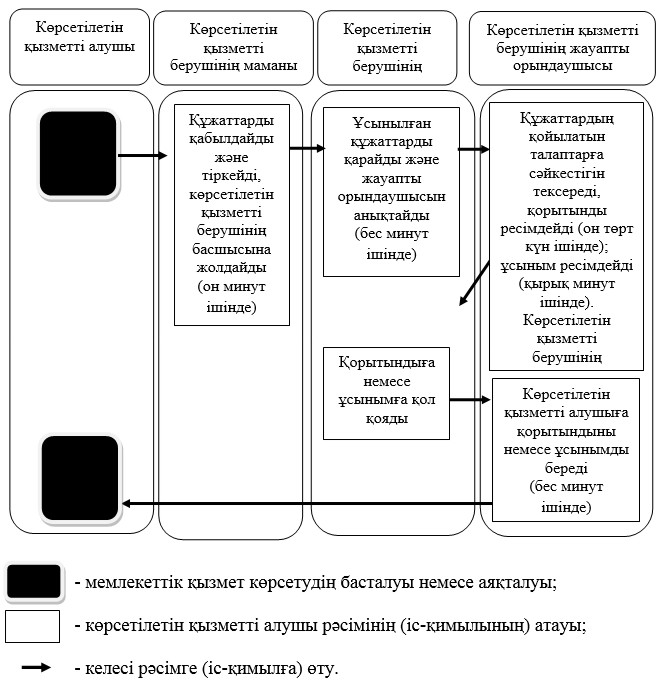 Көрсетілетін
қызметті алушы
Көрсетілетін
қызметті
берушінің маманы
Көрсетілетін
қызметті
берушінің
Көрсетілетін қызметті
берушінің жауапты
орындаушысы
Құжаттарды
қабылдайды
және
тіркейді,
көрсетілетін
қызметті
берушінің
басшысына
жолдайды
(он минут
ішінде)
Ұсынылған
құжаттарды
қарайды және
жауапты
орындаушысын
анықтайды
(бес минут
ішінде)
Құжаттардың
қойылатын
талаптарға
сәйкестігін
тексереді,
қорытынды
ресімдейді (он төрт
күн ішінде);
ұсыным ресімдейді
(қырық минут
ішінде).
Көрсетілетін
қызметті
берушінің
Қорытындыға
немесе
ұсынымға қол
қояды
Көрсетілетін
қызметті алушыға
қорытындыны
немесе ұсынымды
береді
(бес минут
ішінде)
- мемлекеттік қызмет көрсетудің басталуы немесе аяқталуы;
- көрсетілетін қызметті алушы рәсімінің (іс-қимылының) атауы;
- келесі рәсімге (іс-қимылға) өту.